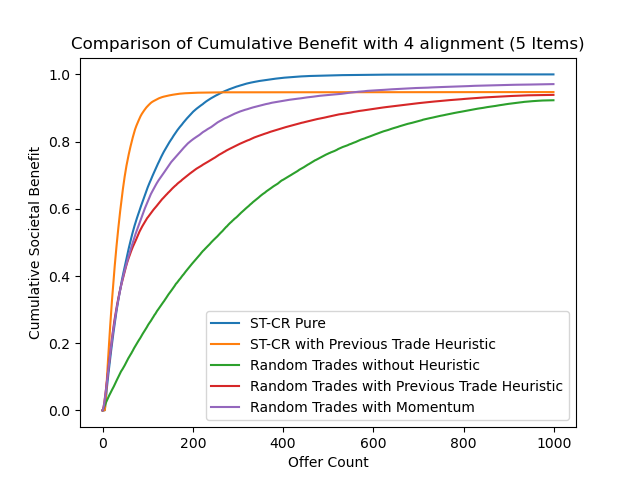 Comparison of Cumulative Benefit with 4 alignment (5 Items)
Cumulative Societal Benefit
1.0
0.8
0.6
0.4
0.2
0.0
ST-CR Pure
ST-CR with Previous Trade Heuristic
Random Trades without Heuristic
Random Trades with Previous Trade Heuristic
Random Trades with Momentum
0 200 400 600 800 1000
Offer Count